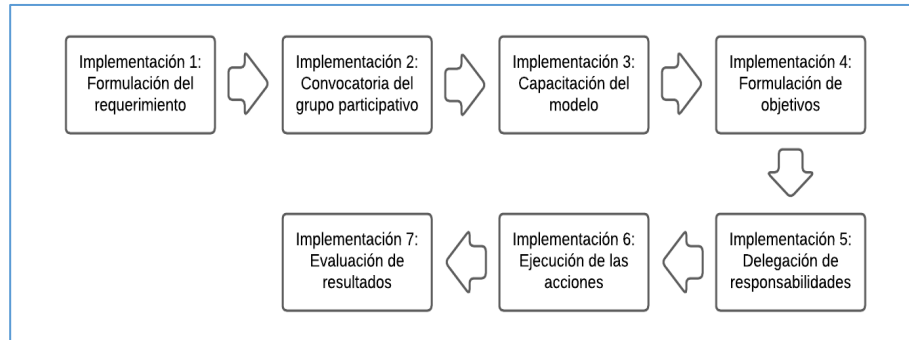 Implementación 1:
Formulación del
requerimiento
Implementación 2:
Convocatoria del
grupo participativo
Implementación 3:
Capacitación del
modelo
Implementación 4:
Formulación de
objetivos
Implementación 5:
Delegación de
responsabilidades
Implementación 6:
Ejecución de las
acciones
Implementación 7:
Evaluación de
resultados